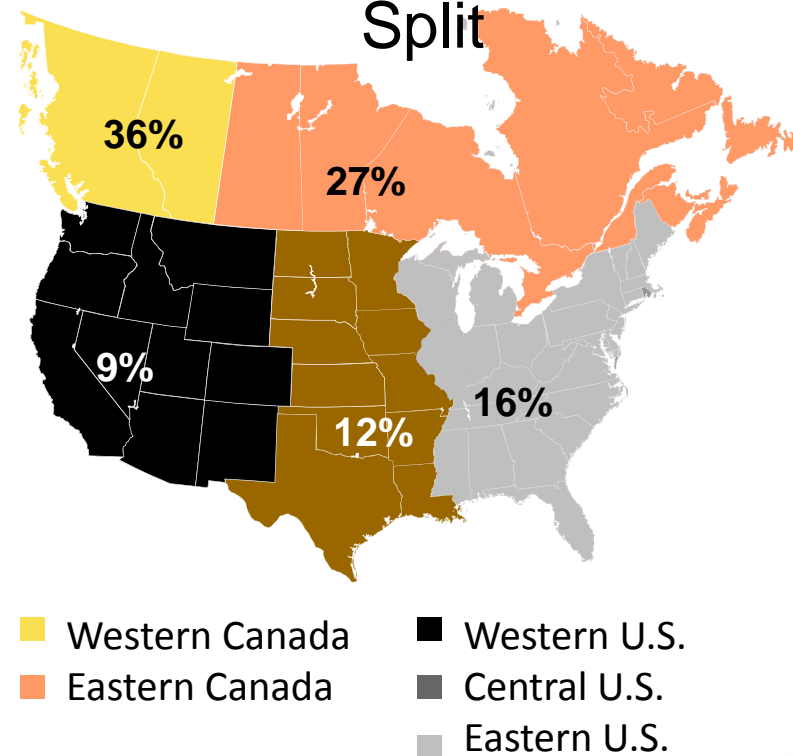 Split
36%
27%
9%
12%
16%
Western Canada
Eastern Canada
Western U.S.
Central U.S.
Eastern U.S.